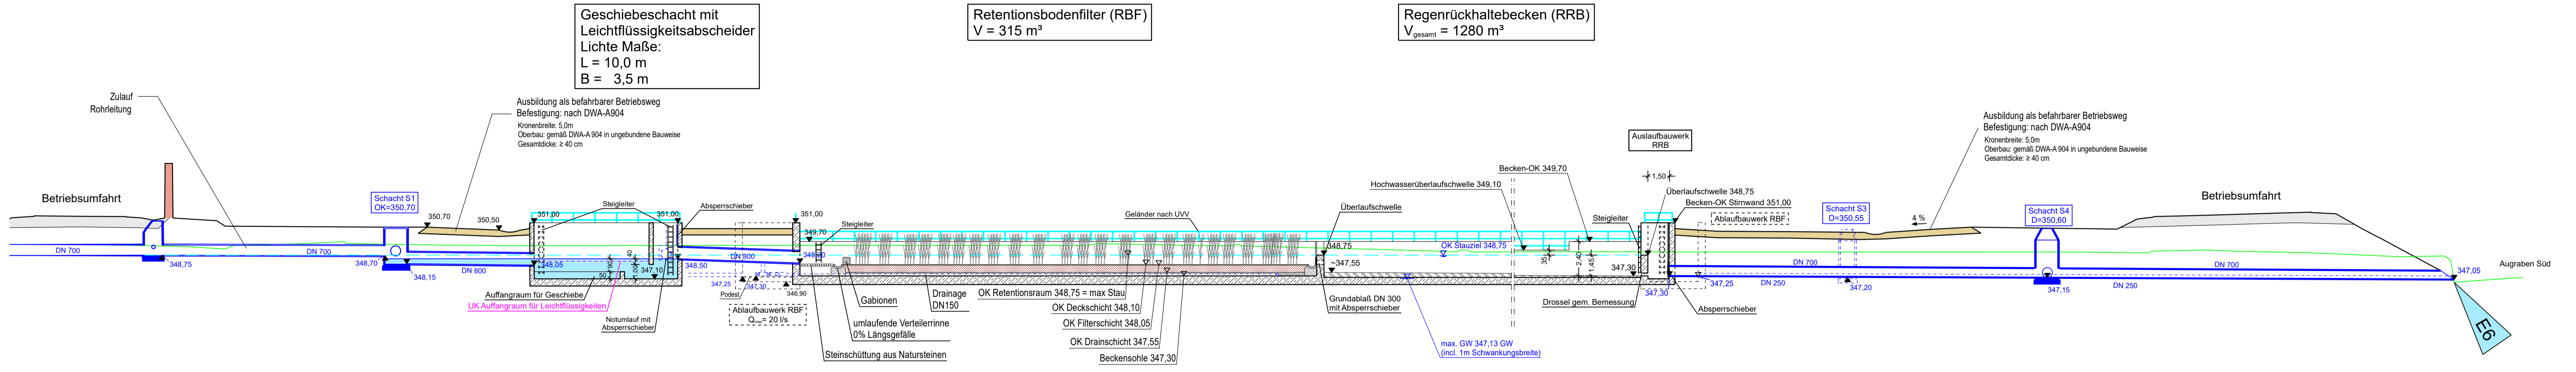 Geschiebeschacht mit
Leichtflüssigkeitsabscheider
Lichte Maße:
L = 10,0 m
B = 3,5 m
Retentionsbodenfilter (RBF)
V = 315 m³
Regenrückhaltebecken (RRB)
Vgesamt = 1280 m³
Zulauf
Rohrleitung
Ausbildung als befahrbarer Betriebsweg
Befestigung: nach DWA-A904
Kronenbreite: 5,0m
Oberbau: gemäß DWA-A 904 in ungebundene Bauweise
Gesamtdicke: ≥ 40 cm
Ausbildung als befahrbarer Betriebsweg
Befestigung: nach DWA-A904
Kronenbreite: 5,0m
Oberbau: gemäß DWA-A 904 in ungebundene Bauweise
Gesamtdicke: ≥ 40 cm
Auslaufbauwerk
RRB
Becken-OK 349,70
Hochwasserüberlaufschwelle 349,10
1,50
Überlaufschwelle 348,75
Becken-OK Stirnwand 351,00
Betriebsumfahrt
Schacht S1
OK=350,70
350,70
350,50
351,00
Steigleiter
351,00
Absperrschieber
351,00
Steigleiter
349,70
Geländer nach UVV
Überlaufschwelle
Steigleiter
Ablaufbauwerk RBF
Schacht S3
D=350,55
4 %
Schacht S4
D=350,60
Betriebsumfahrt
DN 700
348,75
DN 700
348,70
348,15
DN 800
348,05
50
90
1,00
40
347,10
348,50
DN 800
347,25
347,30
346,90
Podest
348,75
~347,55
OK Stauziel 348,75
35
2,40
1,45
347,30
347,30
347,25
DN 700
DN 250
347,20
347,15
DN 700
DN 250
347,05
Augraben Süd
Auffangraum für Geschiebe
UK Auffangraum für Leichtflüssigkeiten
Notumlauf mit
Absperrschieber
Ablaufbauwerk RBF
= 20 l/s
Gabionen
umlaufende Verteilerrinne
0% Längsgefälle
Steinschüttung aus Natursteinen
Drainage
DN150
OK Retentionsraum 348,75 = max Stau
OK Deckschicht 348,10
OK Filterschicht 348,05
OK Drainschicht 347,55
Beckensohle 347,30
Grundablaß DN 300
mit Absperrschieber
max. GW 347,13 GW
(incl. 1m Schwankungsbreite)
Drossel gem. Bemessung
Absperrschieber
E6